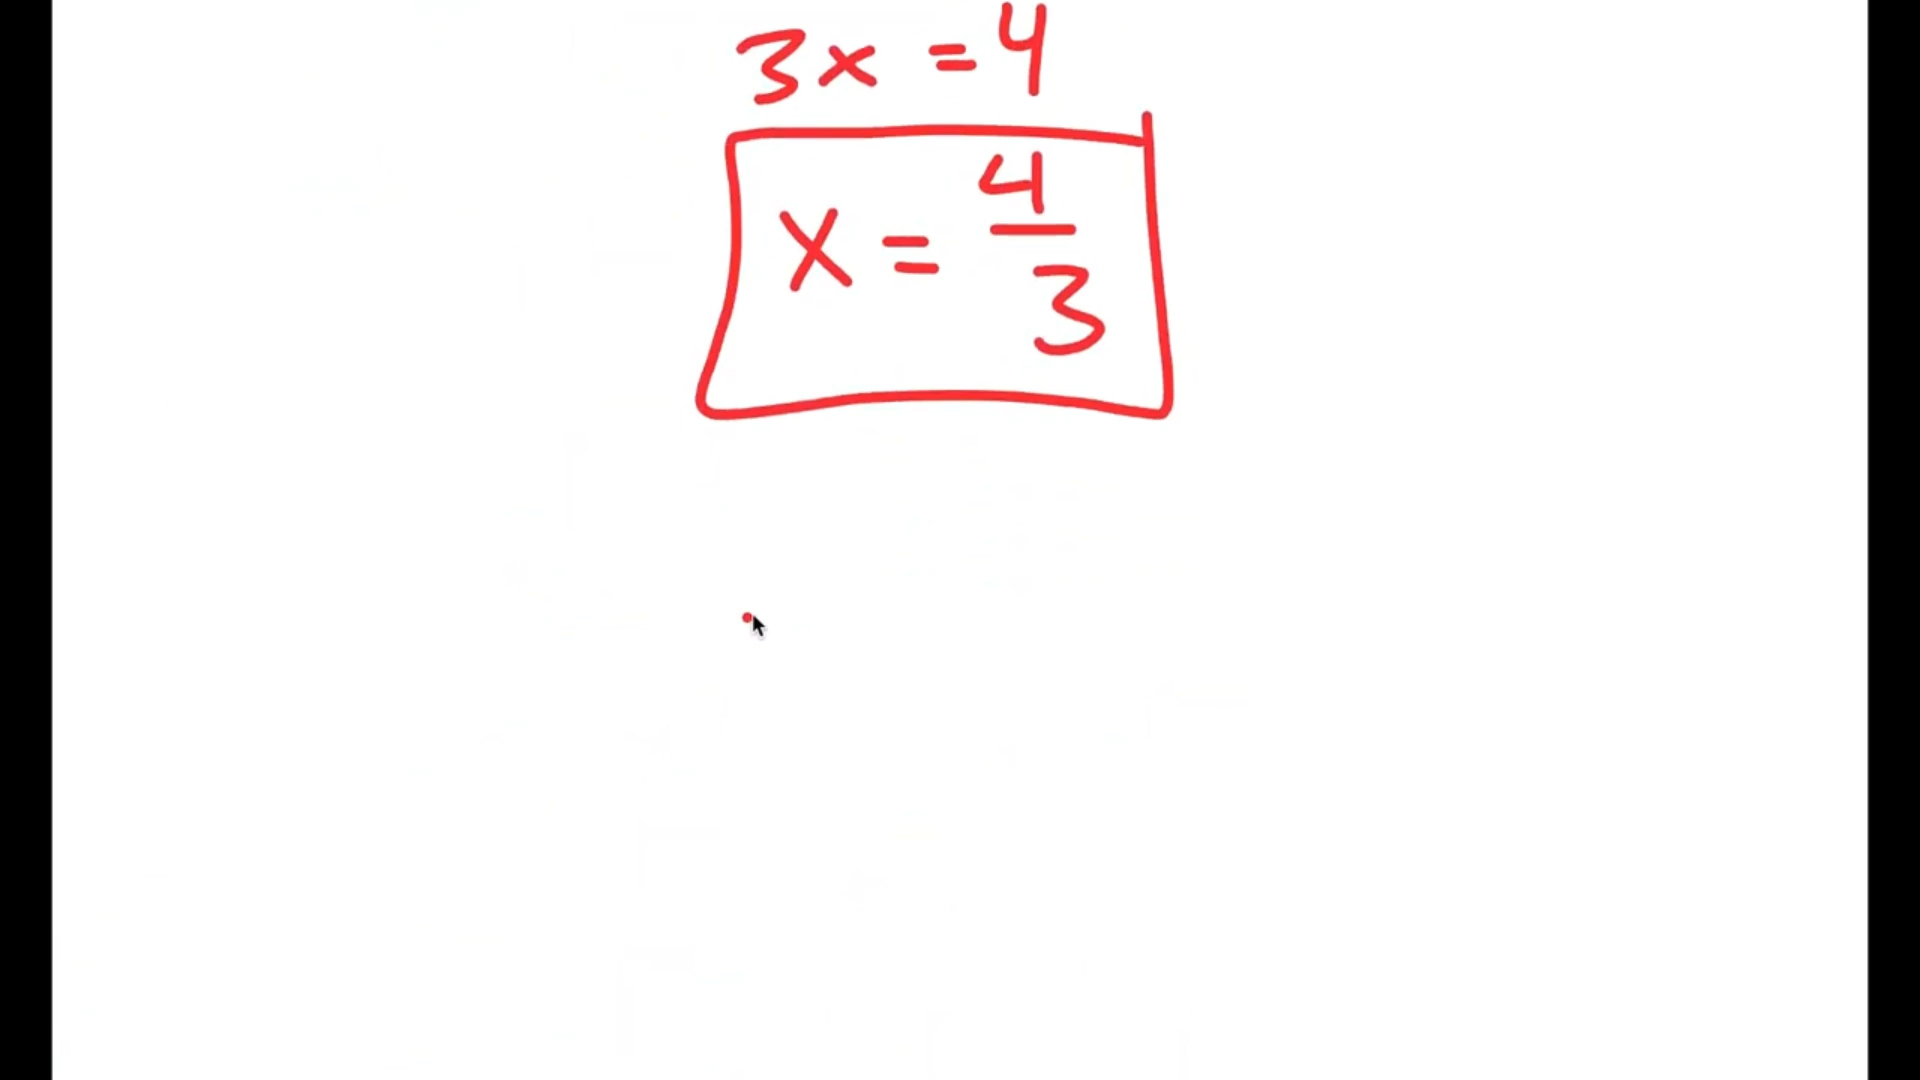 3x = 4
x = 4/3